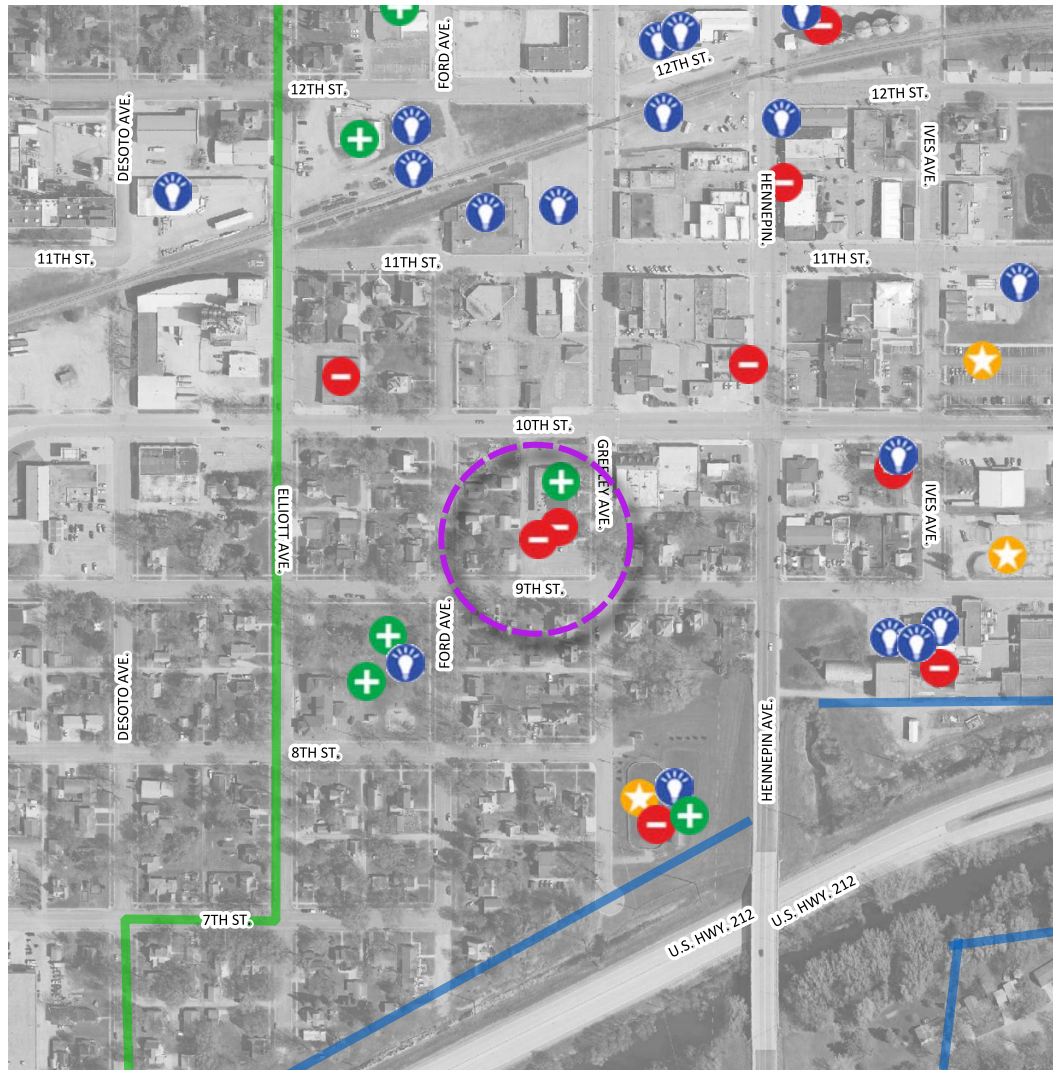 FORD AVE.
12TH ST.
12TH ST.
12TH ST.
DESOTO AVE.
IVES AVE.
HENNEPIN.
11TH ST.
11TH ST.
11TH ST.
10TH ST.
GREELEY AVE.
ELLIOTT AVE.
IVES AVE.
9TH ST.
FORD AVE.
DESOTO AVE.
8TH ST.
HENNEPIN AVE.
7TH ST.
U.S. HWY. 212
U.S. HWY. 212